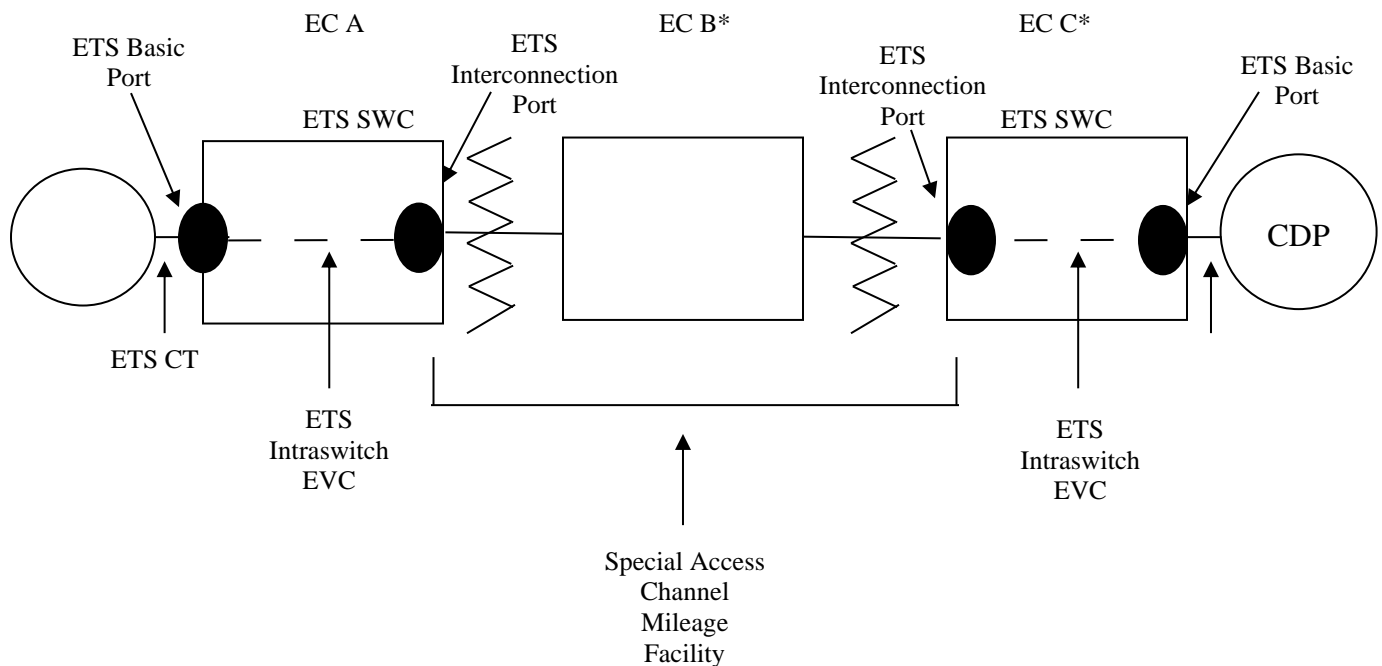 EC A
EC B*
EC C*
ETS Basic
Port
ETS
Interconnection
Port
ETS
Interconnection
Port
ETS Basic
Port
ETS SWC
ETS SWC
CDP
ETS CT
ETS
Intraswitch
EVC
ETS
Intraswitch
EVC
Special Access
Channel
Mileage
Facility